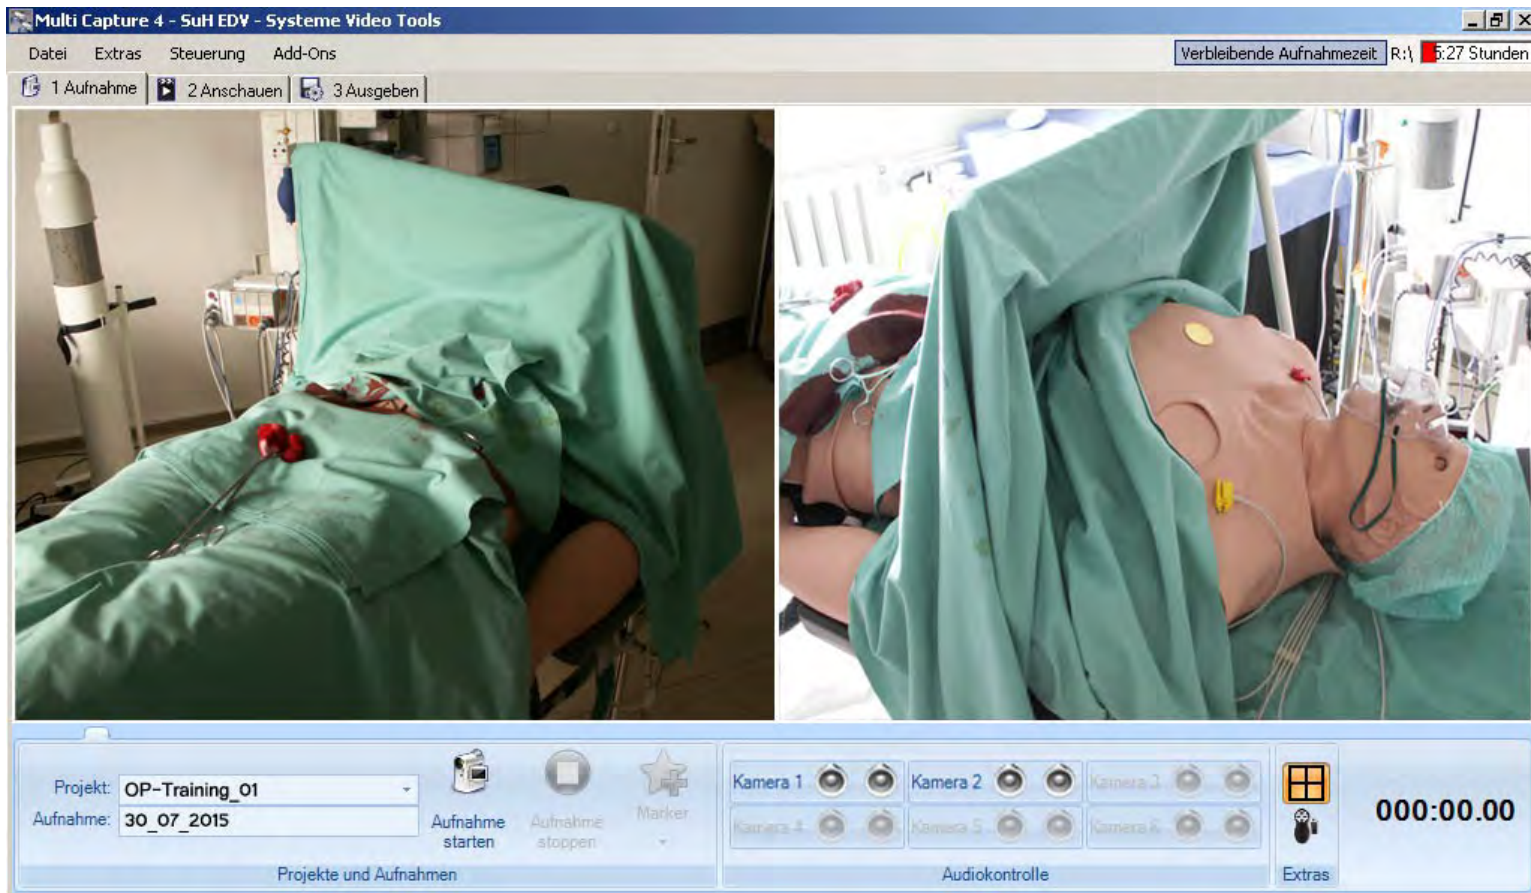 Multi Capture 4 - SuH EDV - Systeme Video Tools
Datei Extras Steuerung Add-Ons
Verbleibende Aufnahmezeit R:\ 5:27 Stunden
1 Aufnahme 2 Anschauen 3 Ausgeben
Projekt: OP-Training_01
Aufnahme: 30_07_2015
Aufnahme starten
Aufnahme stoppen
Marker
Projekte und Aufnahmen
Kamera 1 Kamera 2 Kamera 3
Kamera 4 Kamera 5 Kamera 6
Audiokontrolle
Extras
000:00.00